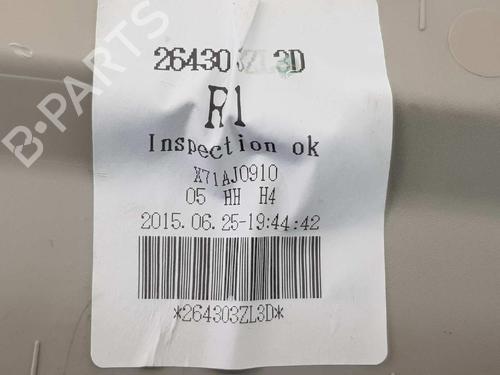 264303ZL3D
R1
Inspection ok
X71AJ0910
05 HH H4
2015.06.25-19:44:42
*264303ZL3D*
B-PARTS